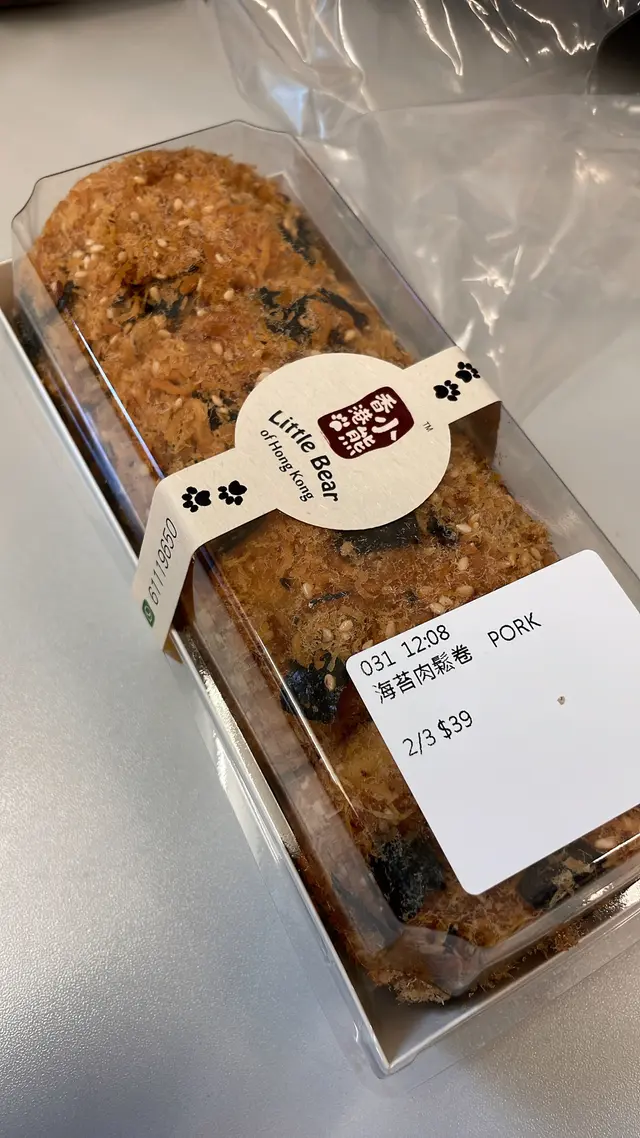 香港小熊
™
Little Bear
of Hong Kong
61119650
031 12:08
海苔肉鬆卷 PORK
2/3 $39